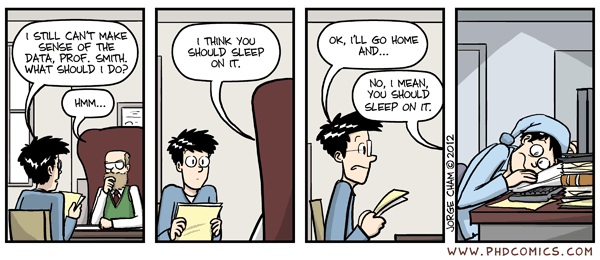 I STILL CAN'T MAKE
SENSE OF THE
DATA, PROF. SMITH.
WHAT SHOULD I DO?
HMM...
I THINK YOU
SHOULD SLEEP
ON IT.
OK, I'LL GO HOME
AND...
NO, I MEAN,
YOU SHOULD
SLEEP ON IT.
JORGE CHAM © 2012
WWW.PHDCOMICS.COM